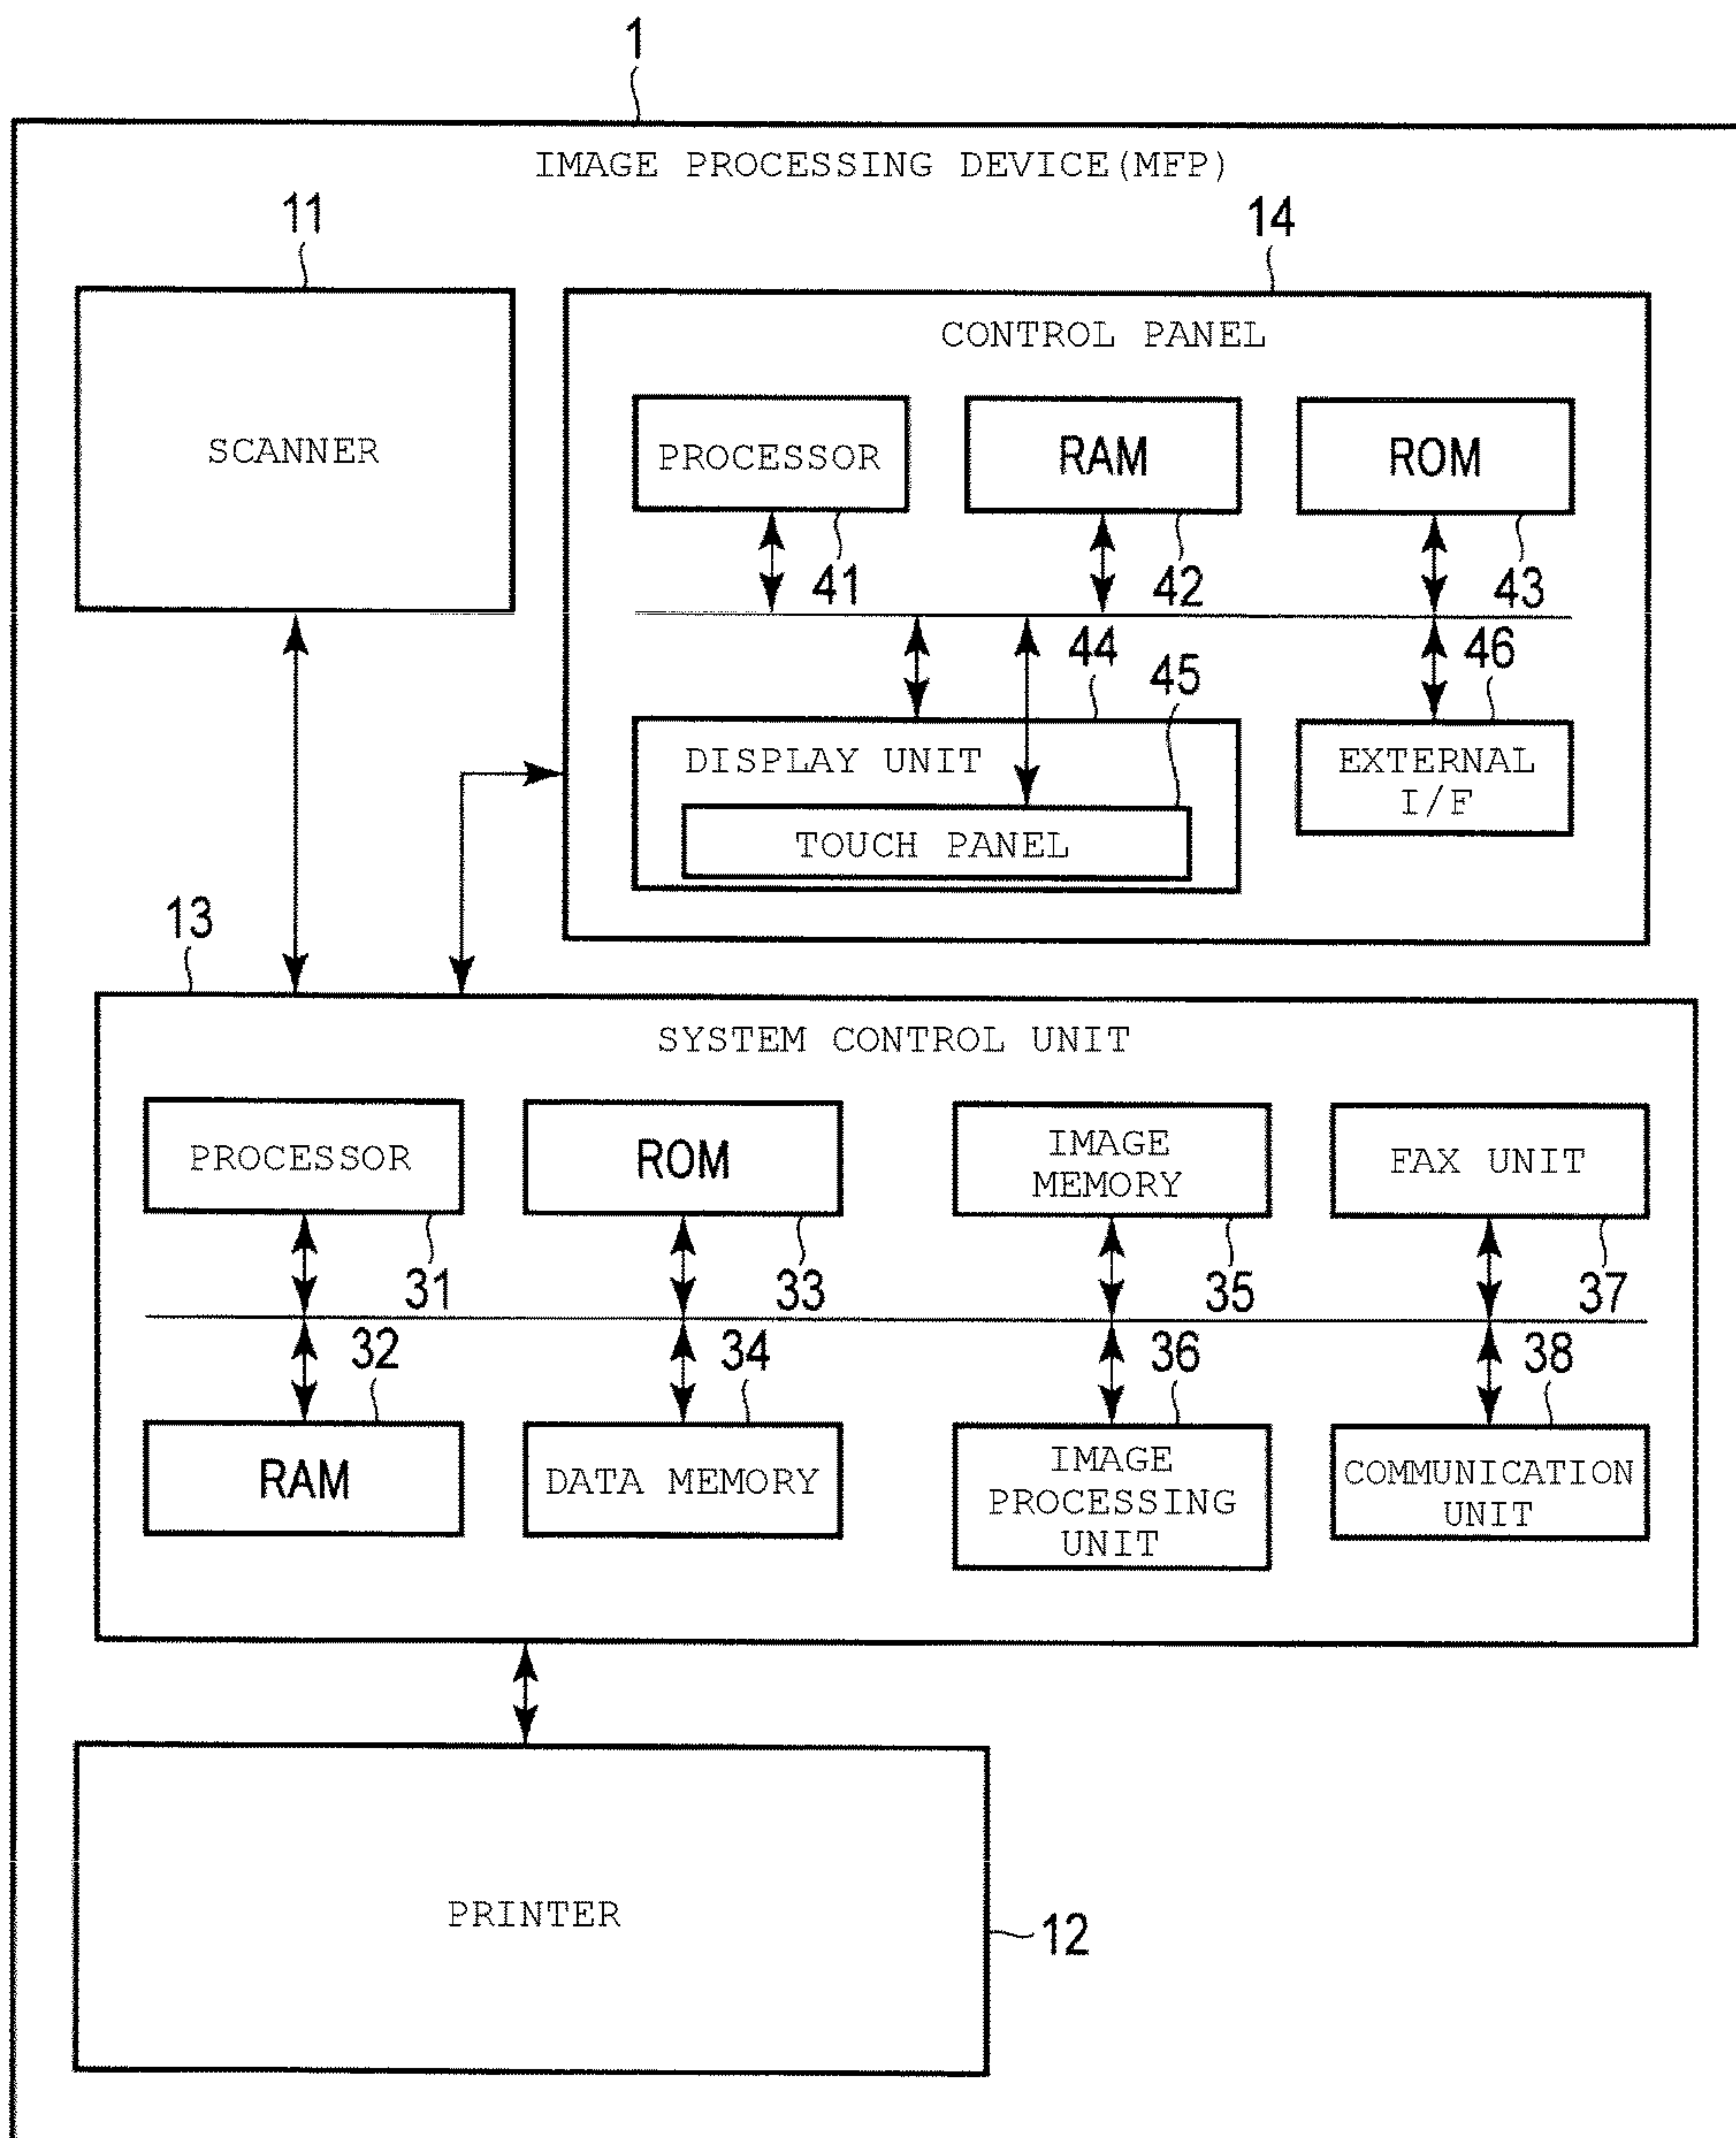 1
IMAGE PROCESSING DEVICE(MFP)
11
14
SCANNER
CONTROL PANEL
PROCESSOR
RAM
ROM
41
42
43
44
45
46
DISPLAY UNIT
TOUCH PANEL
EXTERNAL
I/F
13
SYSTEM CONTROL UNIT
PROCESSOR
ROM
IMAGE
MEMORY
FAX UNIT
31
33
35
37
32
34
36
38
RAM
DATA MEMORY
IMAGE
PROCESSING
UNIT
COMMUNICATION
UNIT
PRINTER
12